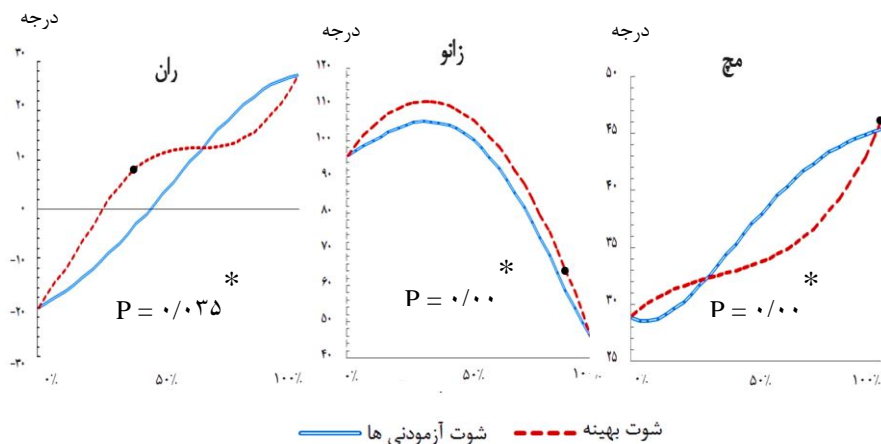 درجه
ران
۳۰
۲۰
۱۰
۰
-۱۰
-۲۰
-۳۰
P = ۰/۰۳۵ *
۰٪ ۵۰٪ ۱۰۰٪
درجه
زانو
۱۲۰
۱۱۰
۱۰۰
۹۰
۸۰
۷۰
۶۰
۵۰
۴۰
P = ۰/۰۰ *
۰٪ ۵۰٪ ۱۰۰٪
درجه
مچ
۵۰
۴۵
۴۰
۳۵
۳۰
۲۵
P = ۰/۰۰ *
۰٪ ۵۰٪ ۱۰۰٪
شوت بهینه
شوت آزمودنی ها